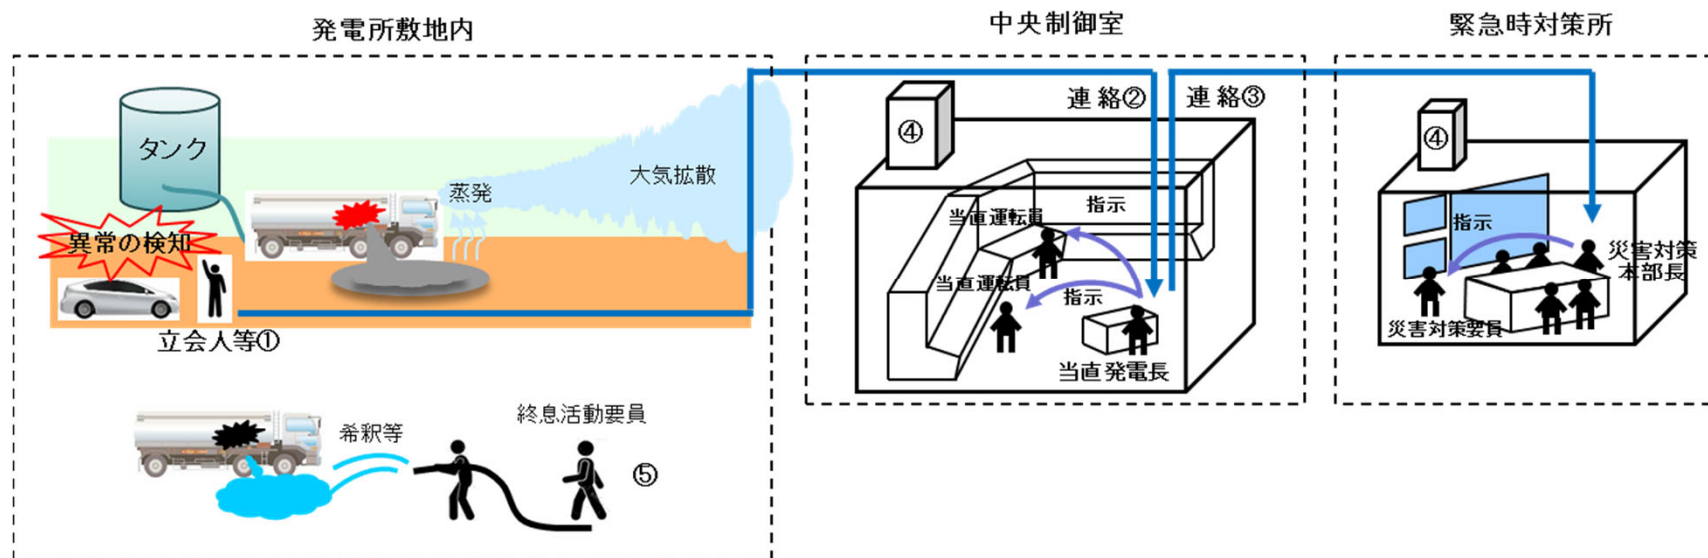 発電所敷地内
タンク
異常の検知
立会人等①
蒸発
大気拡散
希釈等
終息活動要員
⑤
中央制御室
連絡②
連絡③
④
当直運転員
指示
当直運転員
指示
当直発電長
緊急時対策所
④
指示
災害対策
本部長
災害対策要員